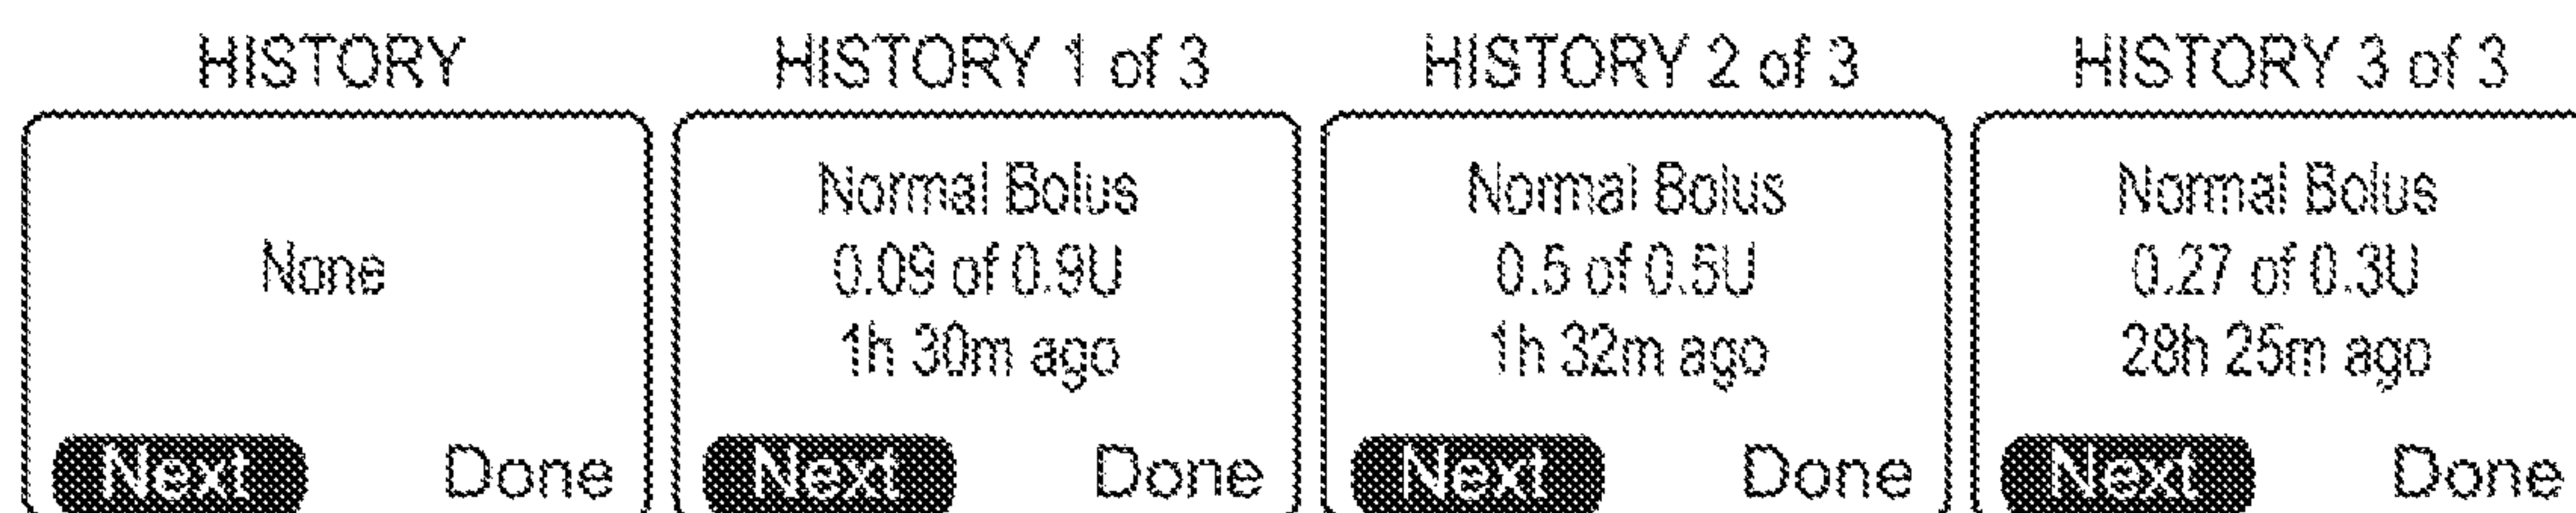 HISTORY
None
Next Done
HISTORY 1 of 3
Normal Bolus
0.09 of 0.9U
1h 30m ago
Next Done
HISTORY 2 of 3
Normal Bolus
0.5 of 0.5U
1h 32m ago
Next Done
HISTORY 3 of 3
Normal Bolus
0.27 of 0.3U
28h 25m ago
Next Done